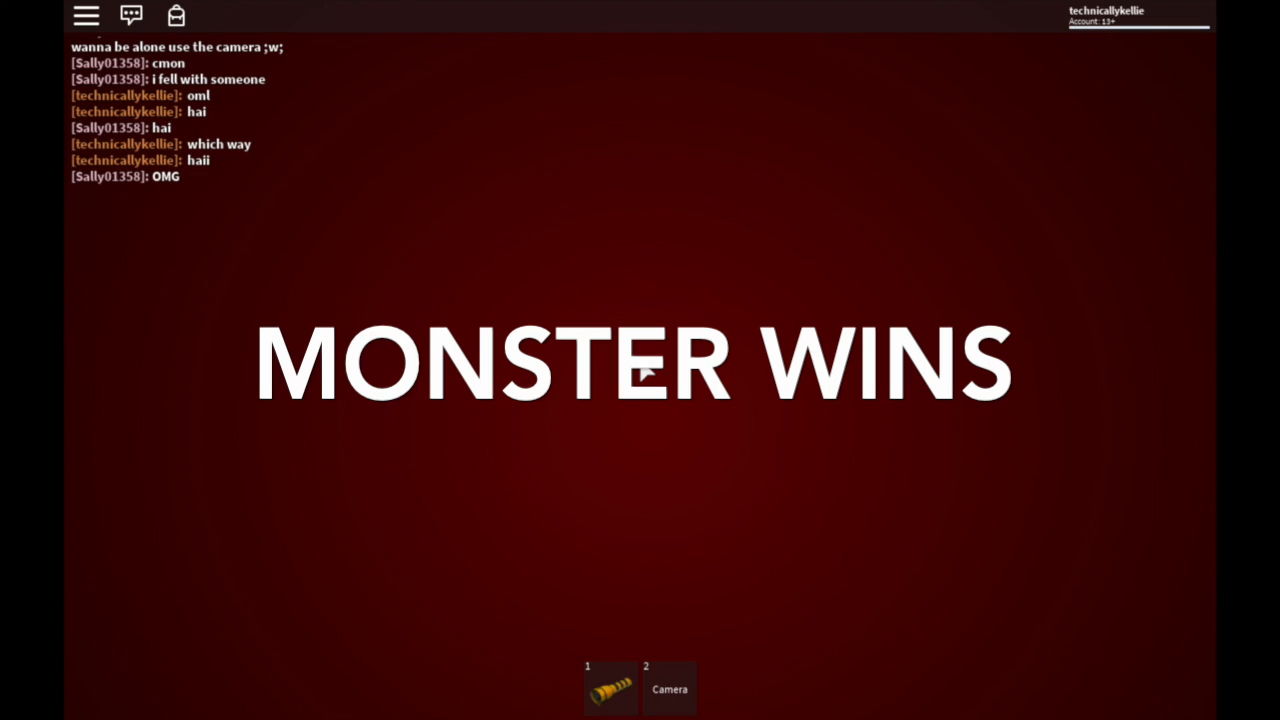 technicallykellie
Account: 13+
wanna be alone use the camera ;w;
[Sally01358]: cmon
[Sally01358]: i fell with someone
[technicallykellie]: oml
[technicallykellie]: hai
[Sally01358]: hai
[technicallykellie]: which way
[technicallykellie]: haii
[Sally01358]: OMG
MONSTER WINS
1
2
Camera